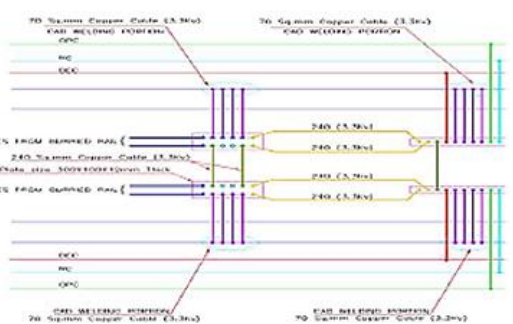 70 Sq.mm Copper Cable (3.3Kv)
CAD WELDING PORTION
70 Sq.mm Copper Cable (3.3Kv)
CAD WELDING PORTION
OPC
RC
OCC
240 (3.3Kv)
240 (3.3Kv)
S FROM BURRIED RAIL
240 Sq.mm Copper Cable (3.3Kv)
S FROM BURRIED RAIL
240 (3.3Kv)
240 (3.3Kv)
OCC
RC
OPC
CAD WELDING PORTION
70 Sq.mm Copper Cable (3.3Kv)
CAD WELDING PORTION
70 Sq.mm Copper Cable (3.3Kv)